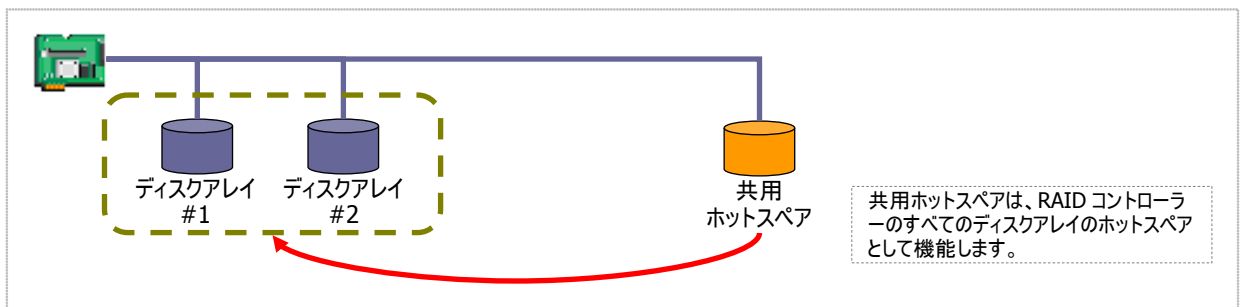 ディスクアレイ
#1
ディスクアレイ
#2
共用
ホットスペア
共用ホットスペアは、RAID コントローラ
ーのすべてのディスクアレイのホットスペア
として機能します。